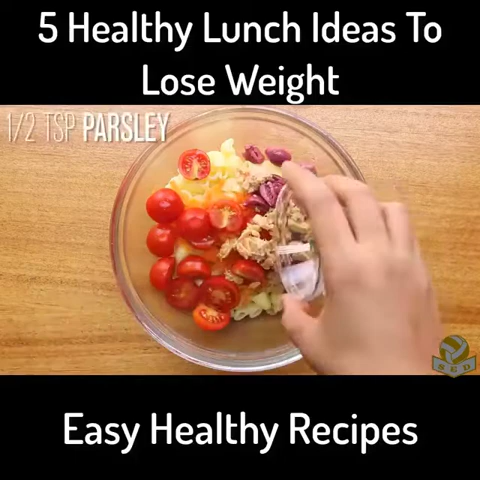 5 Healthy Lunch Ideas To
Lose Weight
1/2 TSP PARSLEY
S E D
Easy Healthy Recipes